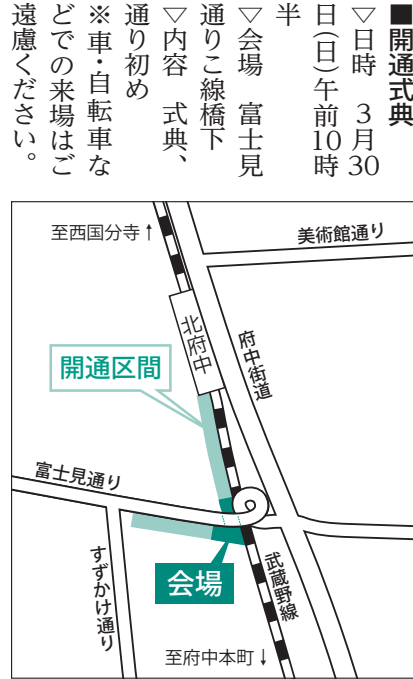 ■開通式典
▽日時　３月30
日(日)午前10時
半
▽会場　富士見
通りこ線橋下
▽内容　式典、
通り初め
※車・自転車な
どでの来場はご
遠慮ください。
至西国分寺↑
美術館通り
北府中
府中街道
開通区間
富士見通り
すずかけ通り
会場
武蔵野線
至府中本町↓